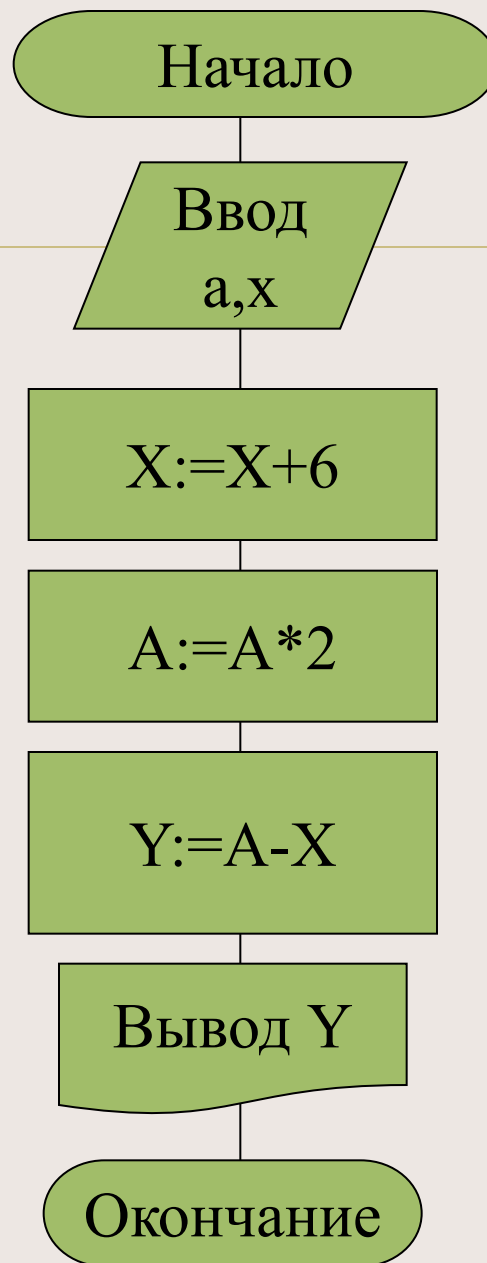 Начало
Ввод
а,х
X:=X+6
A:=A*2
Y:=A-X
Вывод Y
Окончание